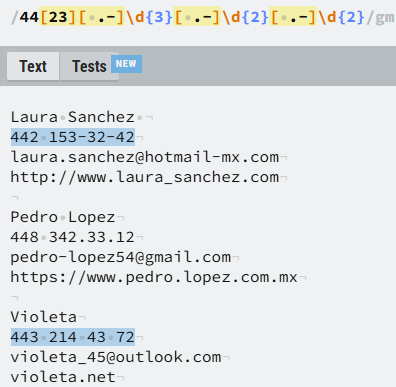 /44[23][ .-]\d{3}[ .-]\d{2}[ .-]\d{2}/gm
Text Tests NEW
Laura Sanchez
442 153-32-42
laura.sanchez@hotmail-mx.com
http://www.laura_sanchez.com
Pedro Lopez
448 342.33.12
pedro-lopez54@gmail.com
https://www.pedro.lopez.com.mx
Violeta
443 214 43 72
violeta_45@outlook.com
violeta.net